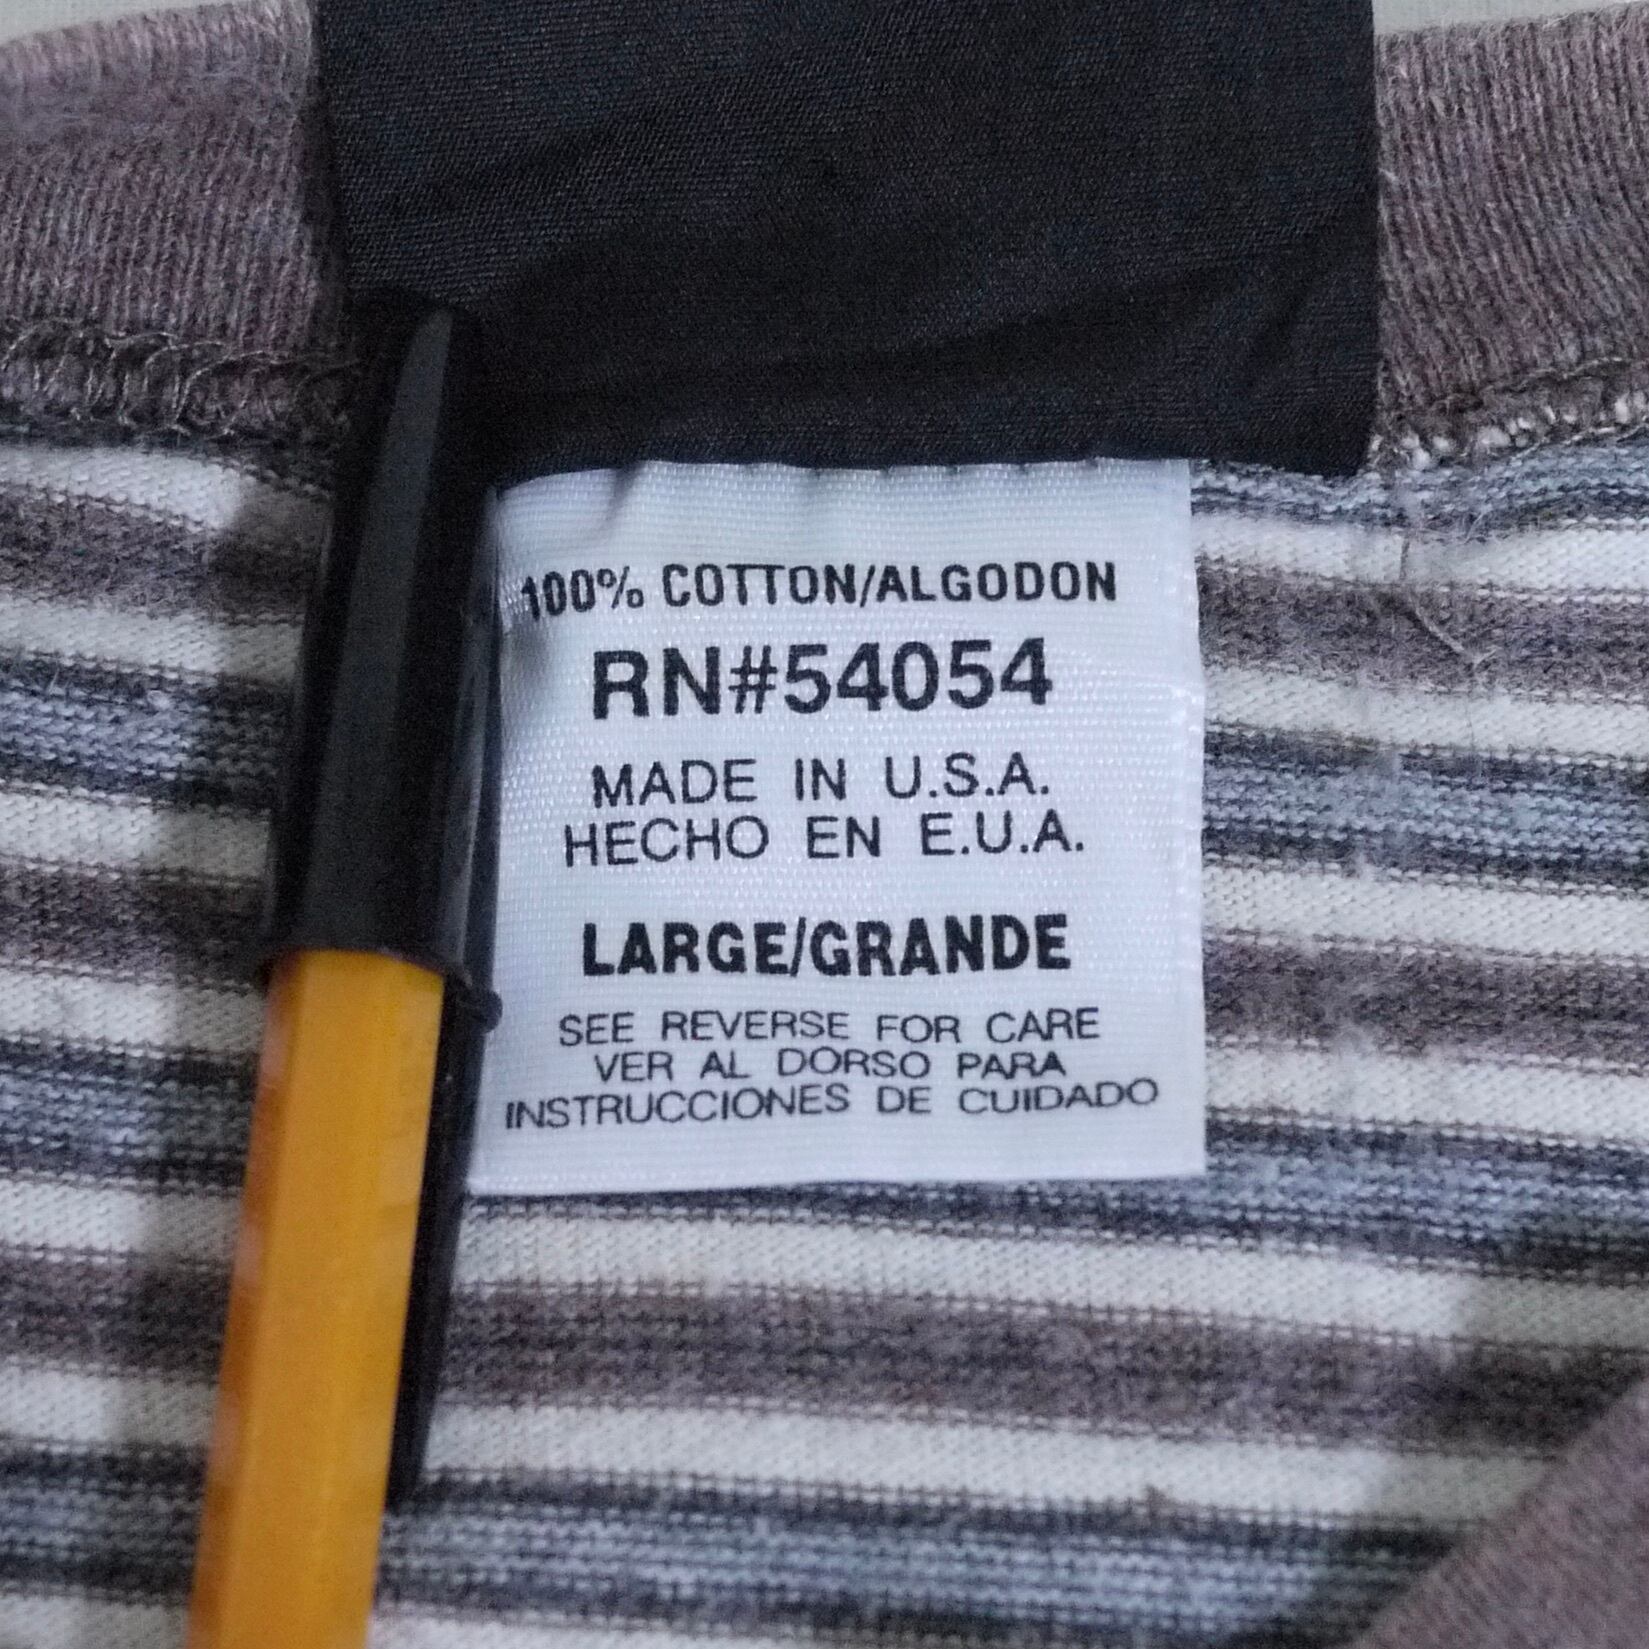 100% COTTON/ALGODON
RN#54054
MADE IN U.S.A.
HECHO EN E.U.A.
LARGE/GRANDE
SEE REVERSE FOR CARE
VER AL DORSO PARA
INSTRUCCIONES DE CUIDADO